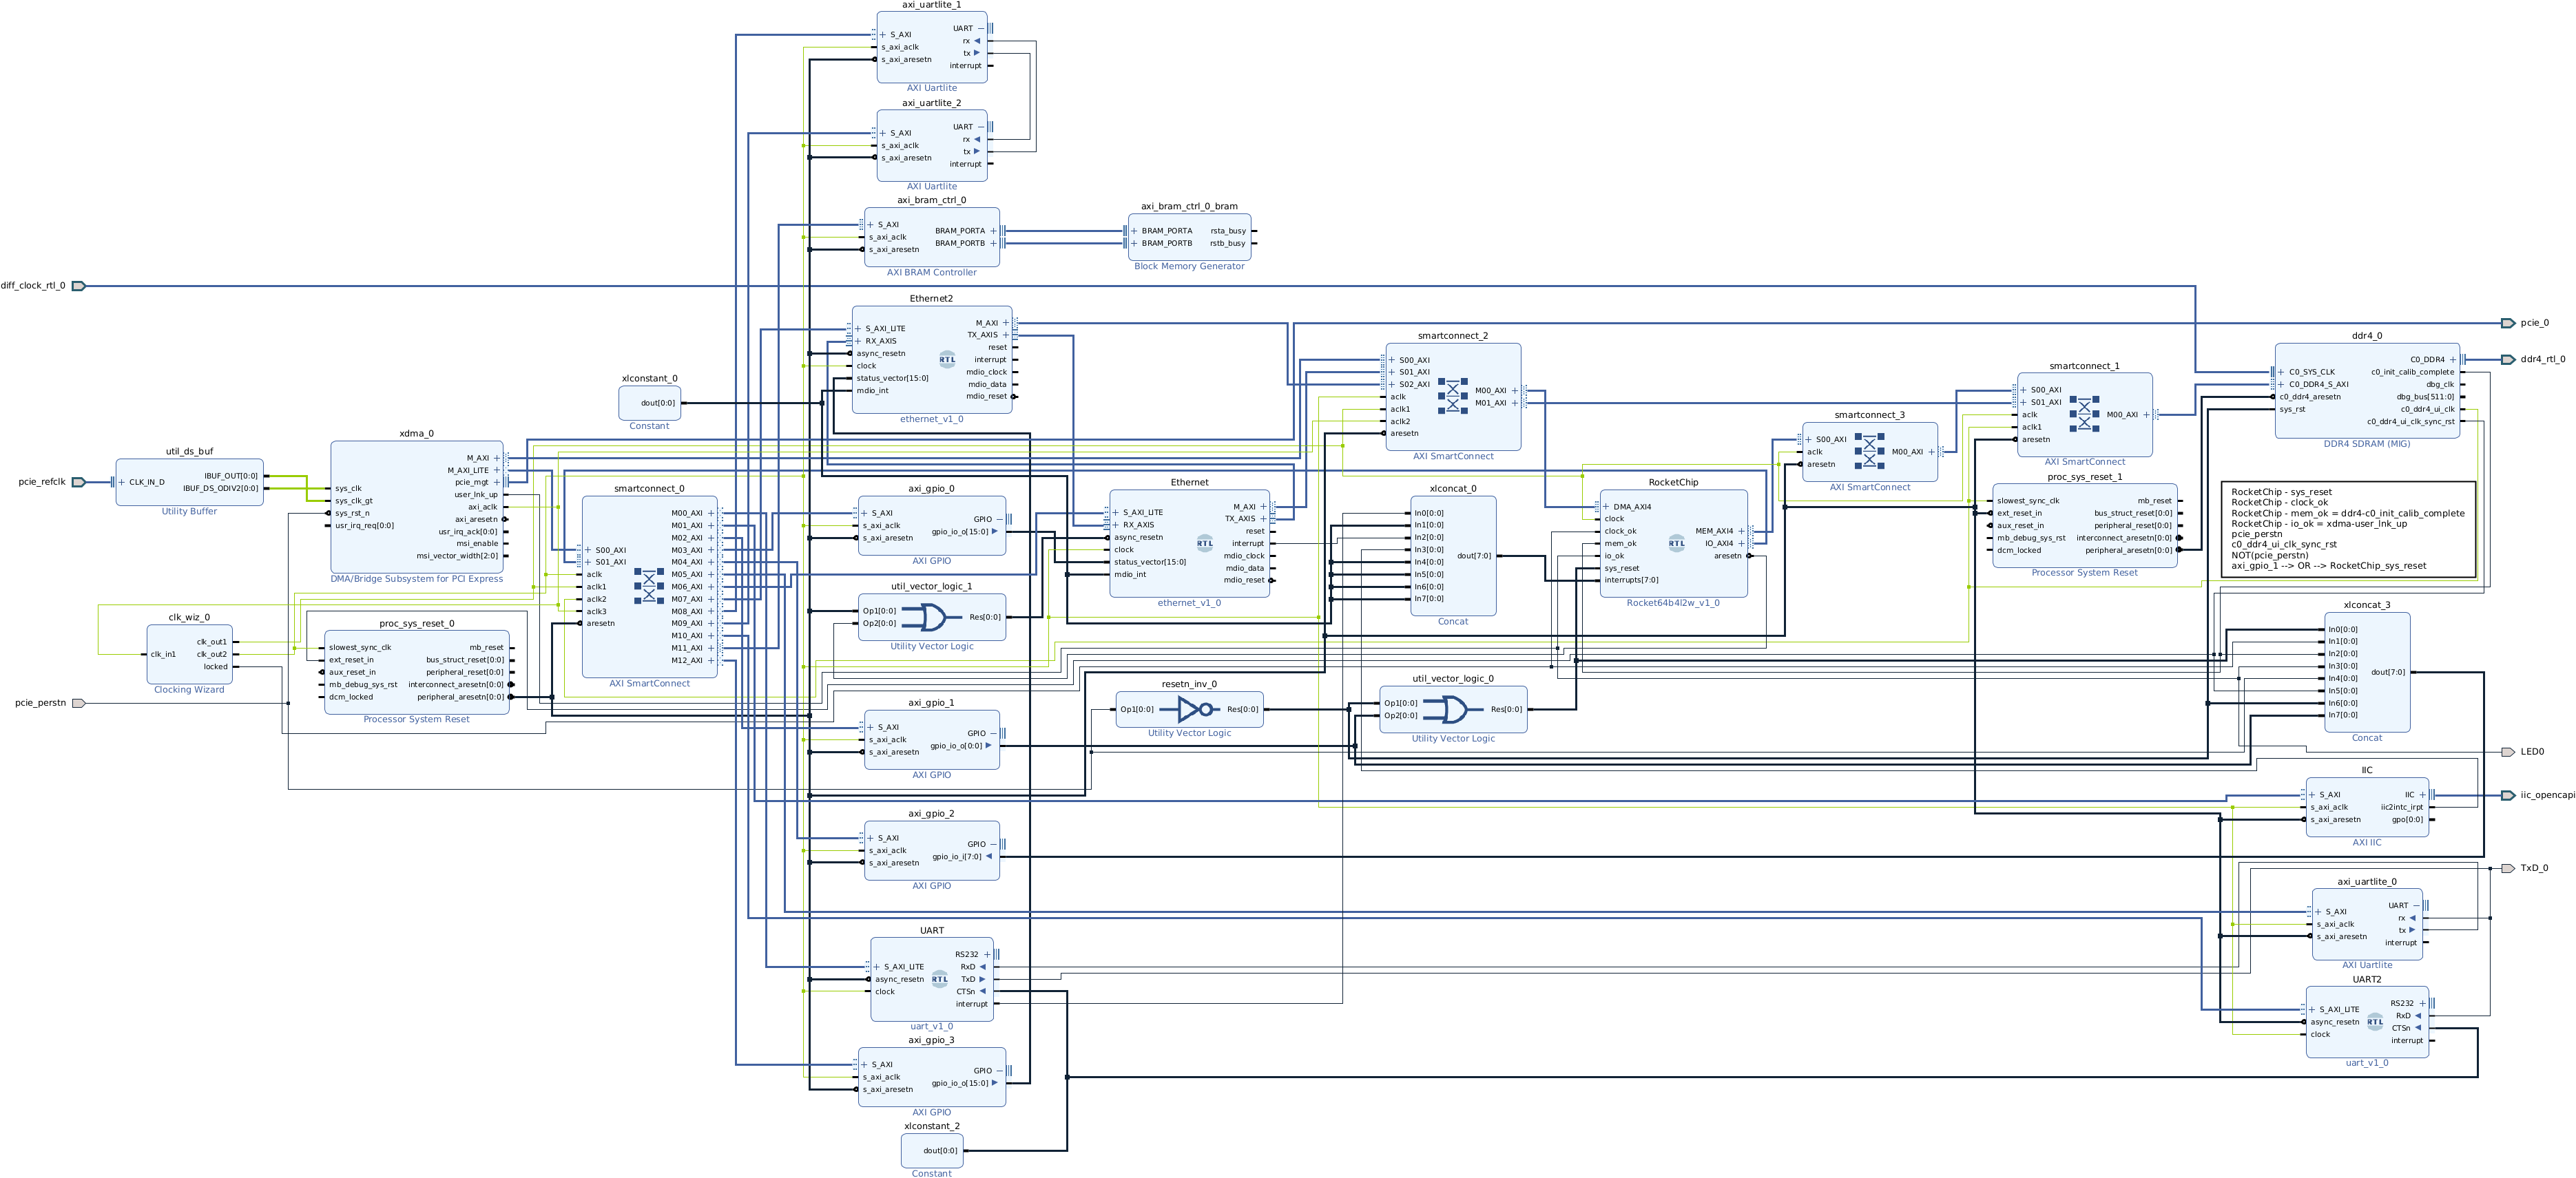 axi_uartlite_1
S_AXI
s_axi_aclk
s_axi_aresetn
UART
rx
tx
interrupt
AXI Uartlite
axi_uartlite_2
S_AXI
s_axi_aclk
s_axi_aresetn
UART
rx
tx
interrupt
AXI Uartlite
axi_bram_ctrl_0
S_AXI
s_axi_aclk
s_axi_aresetn
BRAM_PORTA
BRAM_PORTB
AXI BRAM Controller
axi_bram_ctrl_0_bram
BRAM_PORTA
BRAM_PORTB
rsta_busy
rstb_busy
Block Memory Generator
diff_clock_rtl_0
Ethernet2
S_AXI_LITE
RX_AXIS
async_resetn
clock
status_vector[15:0]
mdio_int
M_AXI
TX_AXIS
reset
interrupt
mdio_clock
mdio_data
mdio_reset
ethernet_v1_0
xlconstant_0
dout[0:0]
Constant
smartconnect_2
S00_AXI
S01_AXI
S02_AXI
aclk
aclk1
aclk2
aresetn
M00_AXI
M01_AXI
AXI SmartConnect
smartconnect_3
S00_AXI
aclk
aresetn
M00_AXI
AXI SmartConnect
smartconnect_1
S00_AXI
S01_AXI
aclk
aclk1
aresetn
M00_AXI
AXI SmartConnect
ddr4_0
C0_SYS_CLK
C0_DDR4_S_AXI
c0_ddr4_aresetn
sys_rst
C0_DDR4
c0_init_calib_complete
dbg_clk
dbg_bus[511:0]
c0_ddr4_ui_clk
c0_ddr4_ui_clk_sync_rst
DDR4 SDRAM (MIG)
pcie_0
ddr4_rtl_0
pcie_refclk
util_ds_buf
CLK_IN_D
IBUF_OUT[0:0]
IBUF_DS_ODIV2[0:0]
Utility Buffer
xdma_0
sys_clk
sys_clk_gt
sys_rst_n
usr_irq_req[0:0]
M_AXI
M_AXI_LITE
pcie_mgt
user_lnk_up
axi_aclk
axi_aresetn
usr_irq_ack[0:0]
msi_enable
msi_vector_width[2:0]
DMA/Bridge Subsystem for PCI Express
smartconnect_0
S00_AXI
S01_AXI
aclk
aclk1
aclk2
aclk3
aresetn
M00_AXI
M01_AXI
M02_AXI
M03_AXI
M04_AXI
M05_AXI
M06_AXI
M07_AXI
M08_AXI
M09_AXI
M10_AXI
M11_AXI
M12_AXI
AXI SmartConnect
axi_gpio_0
S_AXI
s_axi_aclk
s_axi_aresetn
GPIO
gpio_io_o[15:0]
AXI GPIO
util_vector_logic_1
Op1[0:0]
Op2[0:0]
Res[0:0]
Utility Vector Logic
Ethernet
S_AXI_LITE
RX_AXIS
async_resetn
clock
status_vector[15:0]
mdio_int
M_AXI
TX_AXIS
reset
interrupt
mdio_clock
mdio_data
mdio_reset
ethernet_v1_0
xlconcat_0
In0[0:0]
In1[0:0]
In2[0:0]
In3[0:0]
In4[0:0]
In5[0:0]
In6[0:0]
In7[0:0]
dout[7:0]
Concat
RocketChip
DMA_AXI4
clock
clock_ok
mem_ok
io_ok
sys_reset
interrupts[7:0]
MEM_AXI4
IO_AXI4
aresetn
Rocket64b4l2w_v1_0
proc_sys_reset_1
slowest_sync_clk
ext_reset_in
aux_reset_in
mb_debug_sys_rst
dcm_locked
mb_reset
bus_struct_reset[0:0]
peripheral_reset[0:0]
interconnect_aresetn[0:0]
peripheral_aresetn[0:0]
Processor System Reset
RocketChip - sys_reset
RocketChip - clock_ok
RocketChip - mem_ok = ddr4-c0_init_calib_complete
RocketChip - io_ok = xdma-user_lnk_up
pcie_perstn
c0_ddr4_ui_clk_sync_rst
NOT(pcie_perstn)
axi_gpio_1 --> OR --> RocketChip_sys_reset
clk_wiz_0
clk_in1
clk_out1
clk_out2
locked
Clocking Wizard
proc_sys_reset_0
slowest_sync_clk
ext_reset_in
aux_reset_in
mb_debug_sys_rst
dcm_locked
mb_reset
bus_struct_reset[0:0]
peripheral_reset[0:0]
interconnect_aresetn[0:0]
peripheral_aresetn[0:0]
Processor System Reset
pcie_perstn
axi_gpio_1
S_AXI
s_axi_aclk
s_axi_aresetn
GPIO
gpio_io_o[0:0]
AXI GPIO
resetn_inv_0
Op1[0:0]
Res[0:0]
Utility Vector Logic
util_vector_logic_0
Op1[0:0]
Op2[0:0]
Res[0:0]
Utility Vector Logic
xlconcat_3
In0[0:0]
In1[0:0]
In2[0:0]
In3[0:0]
In4[0:0]
In5[0:0]
In6[0:0]
In7[0:0]
dout[7:0]
Concat
LED0
axi_gpio_2
S_AXI
s_axi_aclk
s_axi_aresetn
GPIO
gpio_io_i[7:0]
AXI GPIO
IIC
S_AXI
s_axi_aclk
s_axi_aresetn
IIC
iic2intc_irpt
gpo[0:0]
AXI IIC
iic_opencapi
TxD_0
axi_uartlite_0
S_AXI
s_axi_aclk
s_axi_aresetn
UART
rx
tx
interrupt
AXI Uartlite
UART
S_AXI_LITE
async_resetn
clock
RS232
RxD
TxD
CTSn
interrupt
uart_v1_0
UART2
S_AXI_LITE
async_resetn
clock
RS232
RxD
CTSn
interrupt
uart_v1_0
axi_gpio_3
S_AXI
s_axi_aclk
s_axi_aresetn
GPIO
gpio_io_o[15:0]
AXI GPIO
xlconstant_2
dout[0:0]
Constant
RTL
RTL
RTL
RTL
RTL